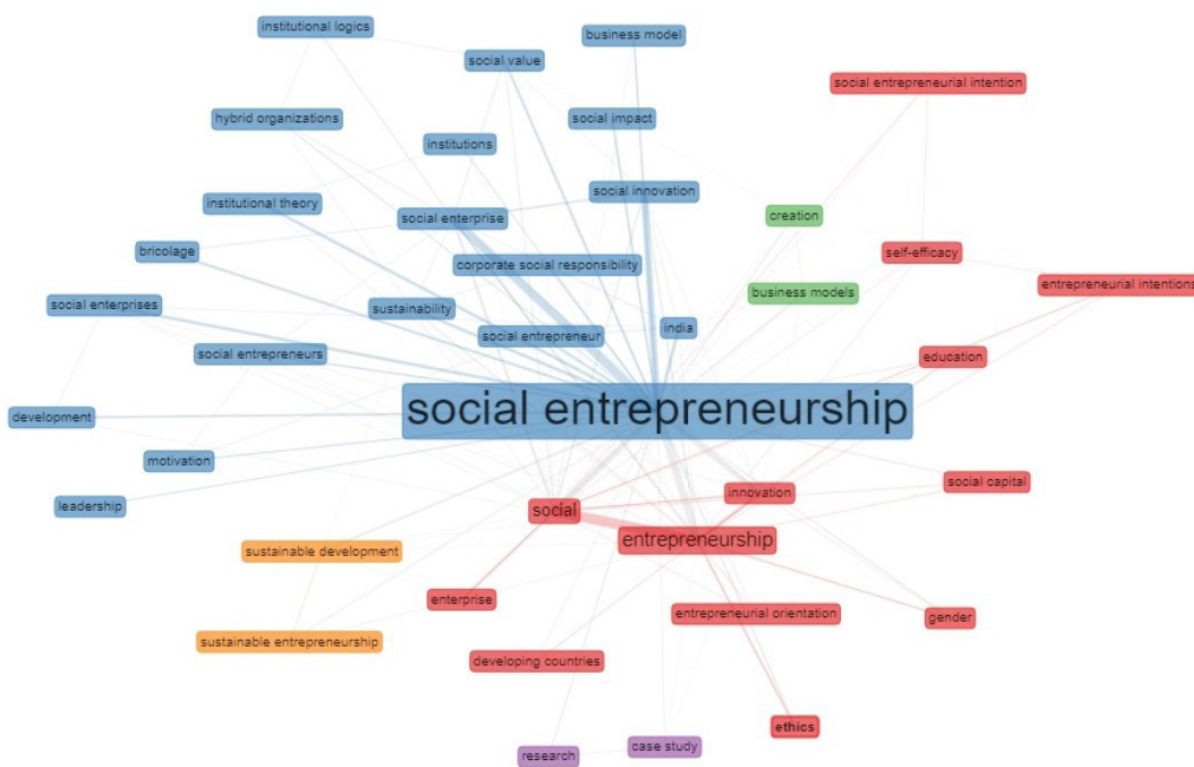 institutional logics
business model
social value
social entrepreneurial intention
hybrid organizations
social impact
institutions
social innovation
institutional theory
social enterprise
creation
bricolage
self-efficacy
corporate social responsibility
entrepreneurial intentions
business models
social enterprises
sustainability
social entrepreneur
india
social entrepreneurs
education
social entrepreneurship
development
motivation
social capital
innovation
leadership
social
entrepreneurship
sustainable development
enterprise
entrepreneurial orientation
gender
sustainable entrepreneurship
developing countries
ethics
case study
research